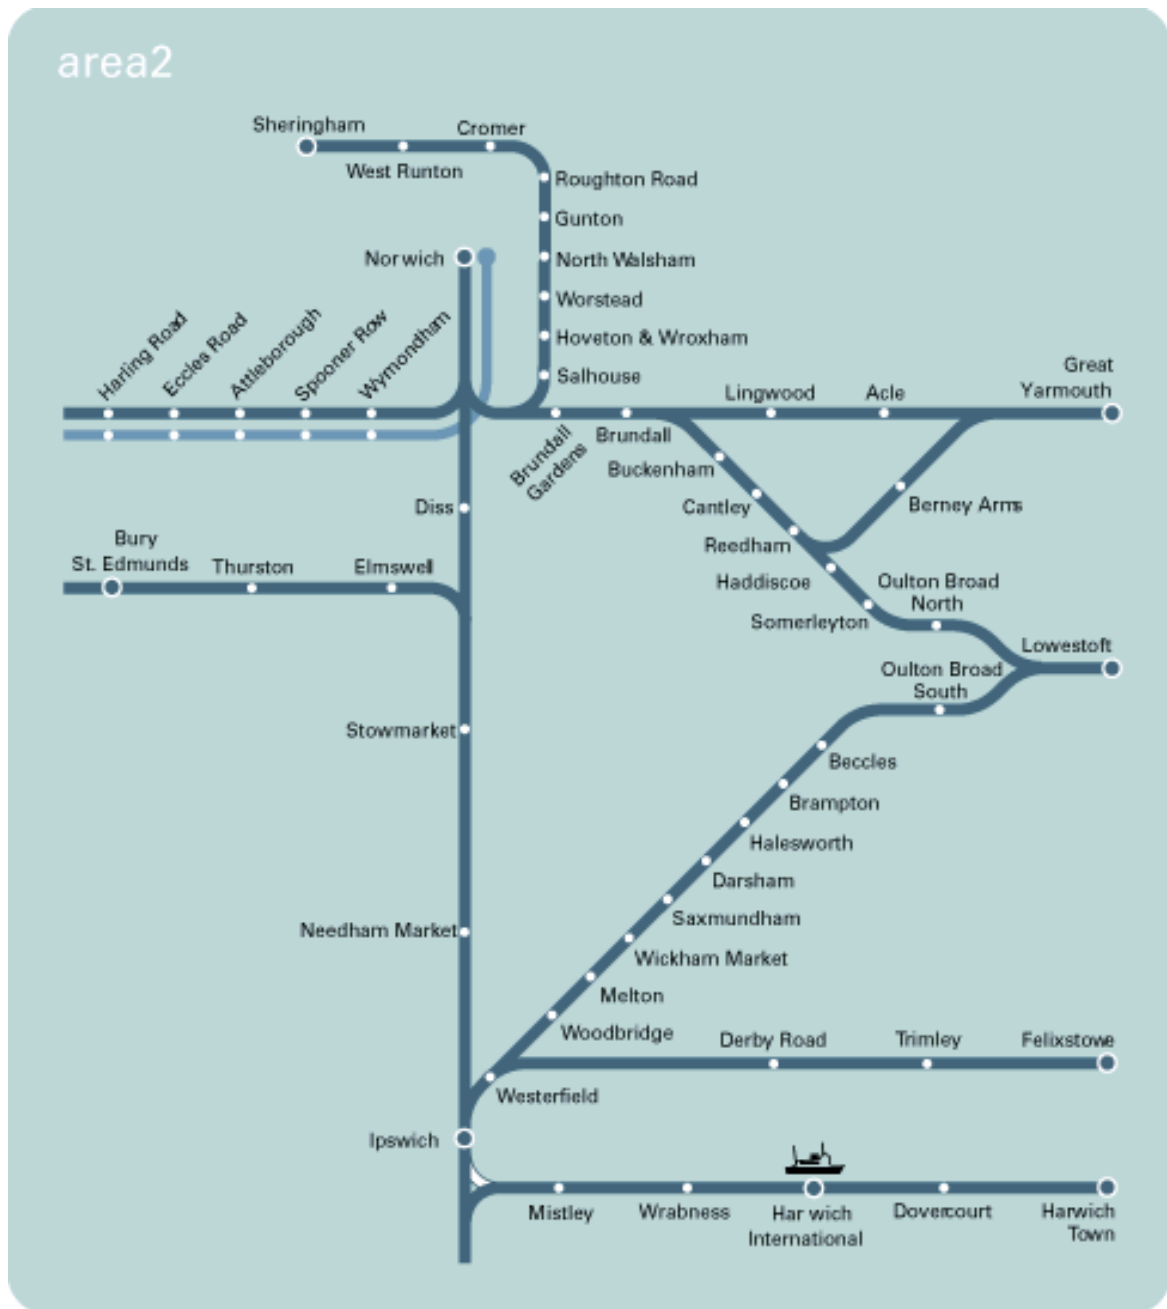 area2
Sheringham
Cromer
West Runton
Roughton Road
Gunton
Norwich
North Walsham
Worstead
Hoveton & Wroxham
Salhouse
Harling Road
Eccles Road
Attleborough
Spooner Row
Wymondham
Great
Yarmouth
Lingwood
Acle
Brundall
Gardens
Brundall
Buckenham
Cantley
Berney Arms
Reedham
Diss
Bury
St. Edmunds
Thurston
Elmswell
Haddiscoe
Oulton Broad
North
Somerleyton
Lowestoft
Oulton Broad
South
Stowmarket
Beccles
Brampton
Halesworth
Darsham
Saxmundham
Needham Market
Wickham Market
Melton
Woodbridge
Derby Road
Trimley
Felixstowe
Westerfield
Ipswich
Mistley
Wrabness
Harwich
International
Dovercourt
Harwich
Town